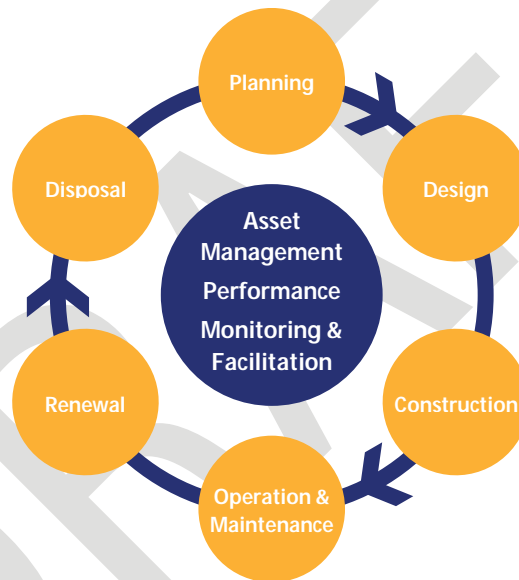 Planning
Design
Construction
Operation &
Maintenance
Renewal
Disposal
Asset
Management
Performance
Monitoring &
Facilitation